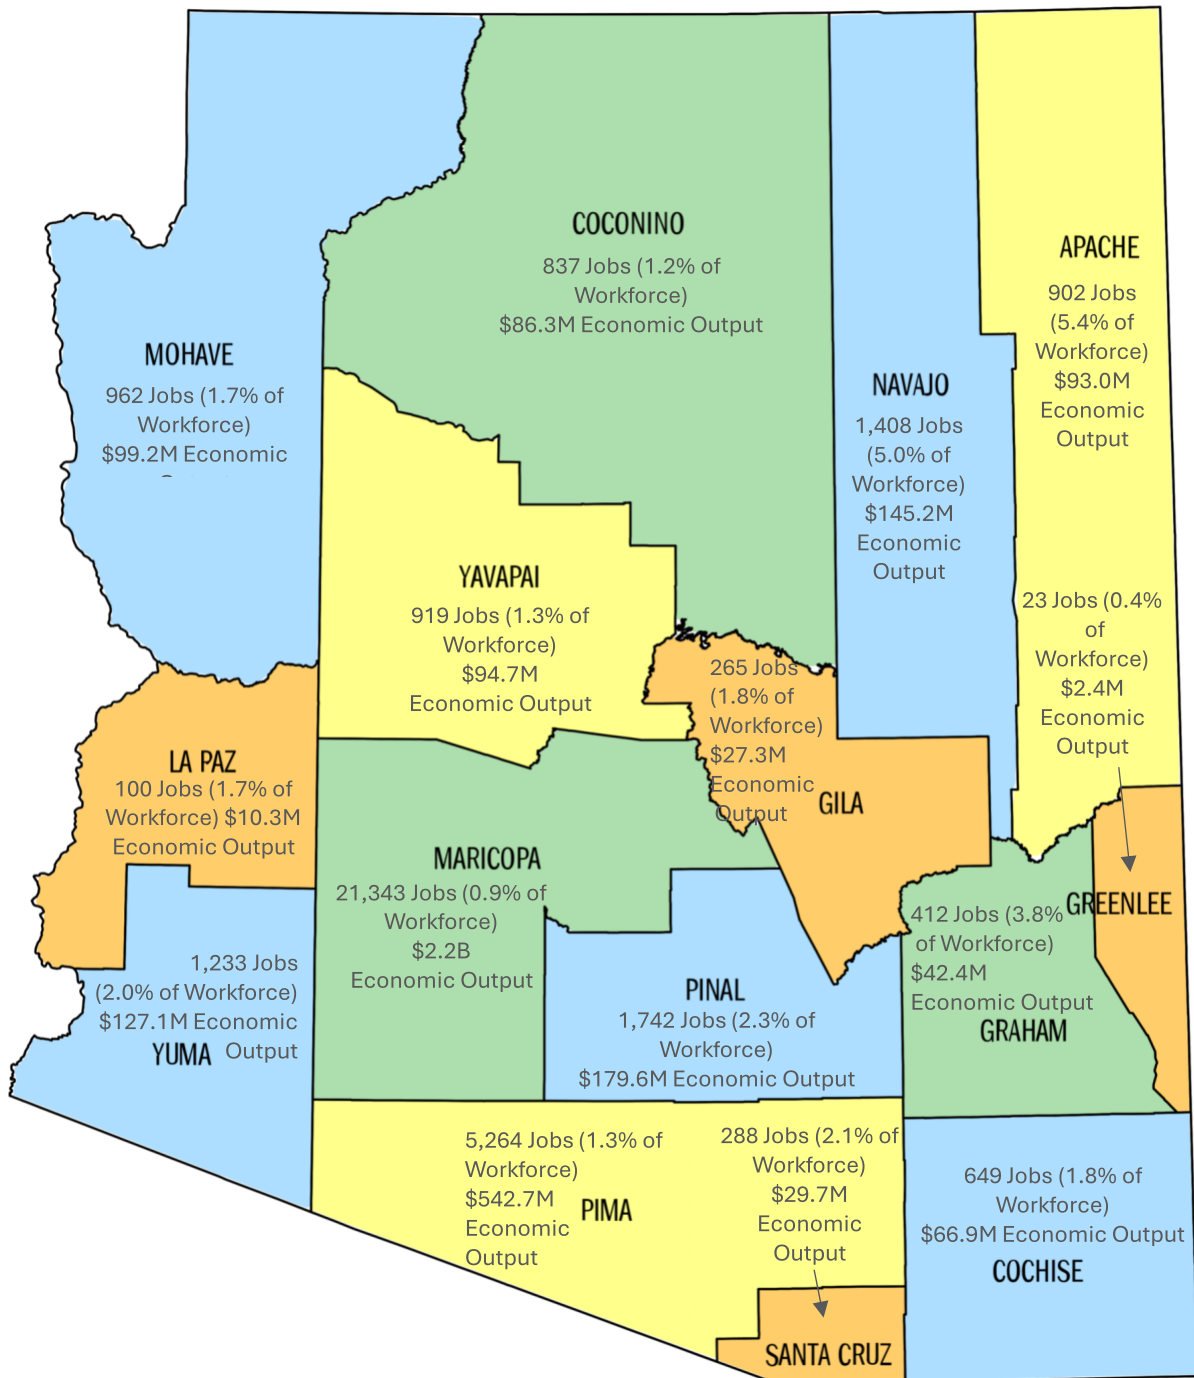 COCONINO
837 Jobs (1.2% of
Workforce)
$86.3M Economic Output
APACHE
902 Jobs
(5.4% of
Workforce)
$93.0M
Economic
Output
MOHAVE
962 Jobs (1.7% of
Workforce)
$99.2M Economic
NAVAJO
1,408 Jobs
(5.0% of
Workforce)
$145.2M
Economic
Output
YAVAPAI
919 Jobs (1.3% of
Workforce)
$94.7M
Economic Output
23 Jobs (0.4%
of
Workforce)
$2.4M
Economic
Output
265 Jobs
(1.8% of
Workforce)
$27.3M
Economic
Output
GILA
LA PAZ
100 Jobs (1.7% of
Workforce) $10.3M
Economic Output
MARICOPA
21,343 Jobs (0.9% of
Workforce)
$2.2B
Economic Output
GREENLEE
412 Jobs (3.8%
of Workforce)
$42.4M
Economic Output
GRAHAM
1,233 Jobs
(2.0% of Workforce)
$127.1M Economic
YUMA Output
PINAL
1,742 Jobs (2.3% of
Workforce)
$179.6M Economic Output
5,264 Jobs (1.3% of
Workforce)
$542.7M
Economic
Output
PIMA
288 Jobs (2.1% of
Workforce)
$29.7M
Economic
Output
SANTA CRUZ
649 Jobs (1.8% of
Workforce)
$66.9M Economic Output
COCHISE